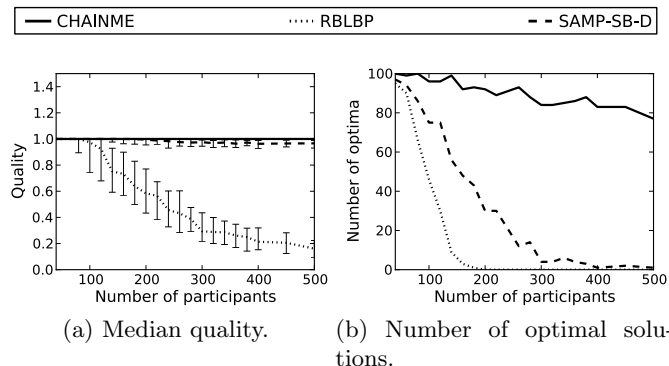 CHAINME RBLBP SAMP-SB-D
1.4
1.2
1.0
0.8
0.6
0.4
0.2
0.0
Quality
100 200 300 400 500
Number of participants
(a) Median quality.
100
80
60
40
20
0
Number of optima
100 200 300 400 500
Number of participants
(b) Number of optimal solu-
tions.